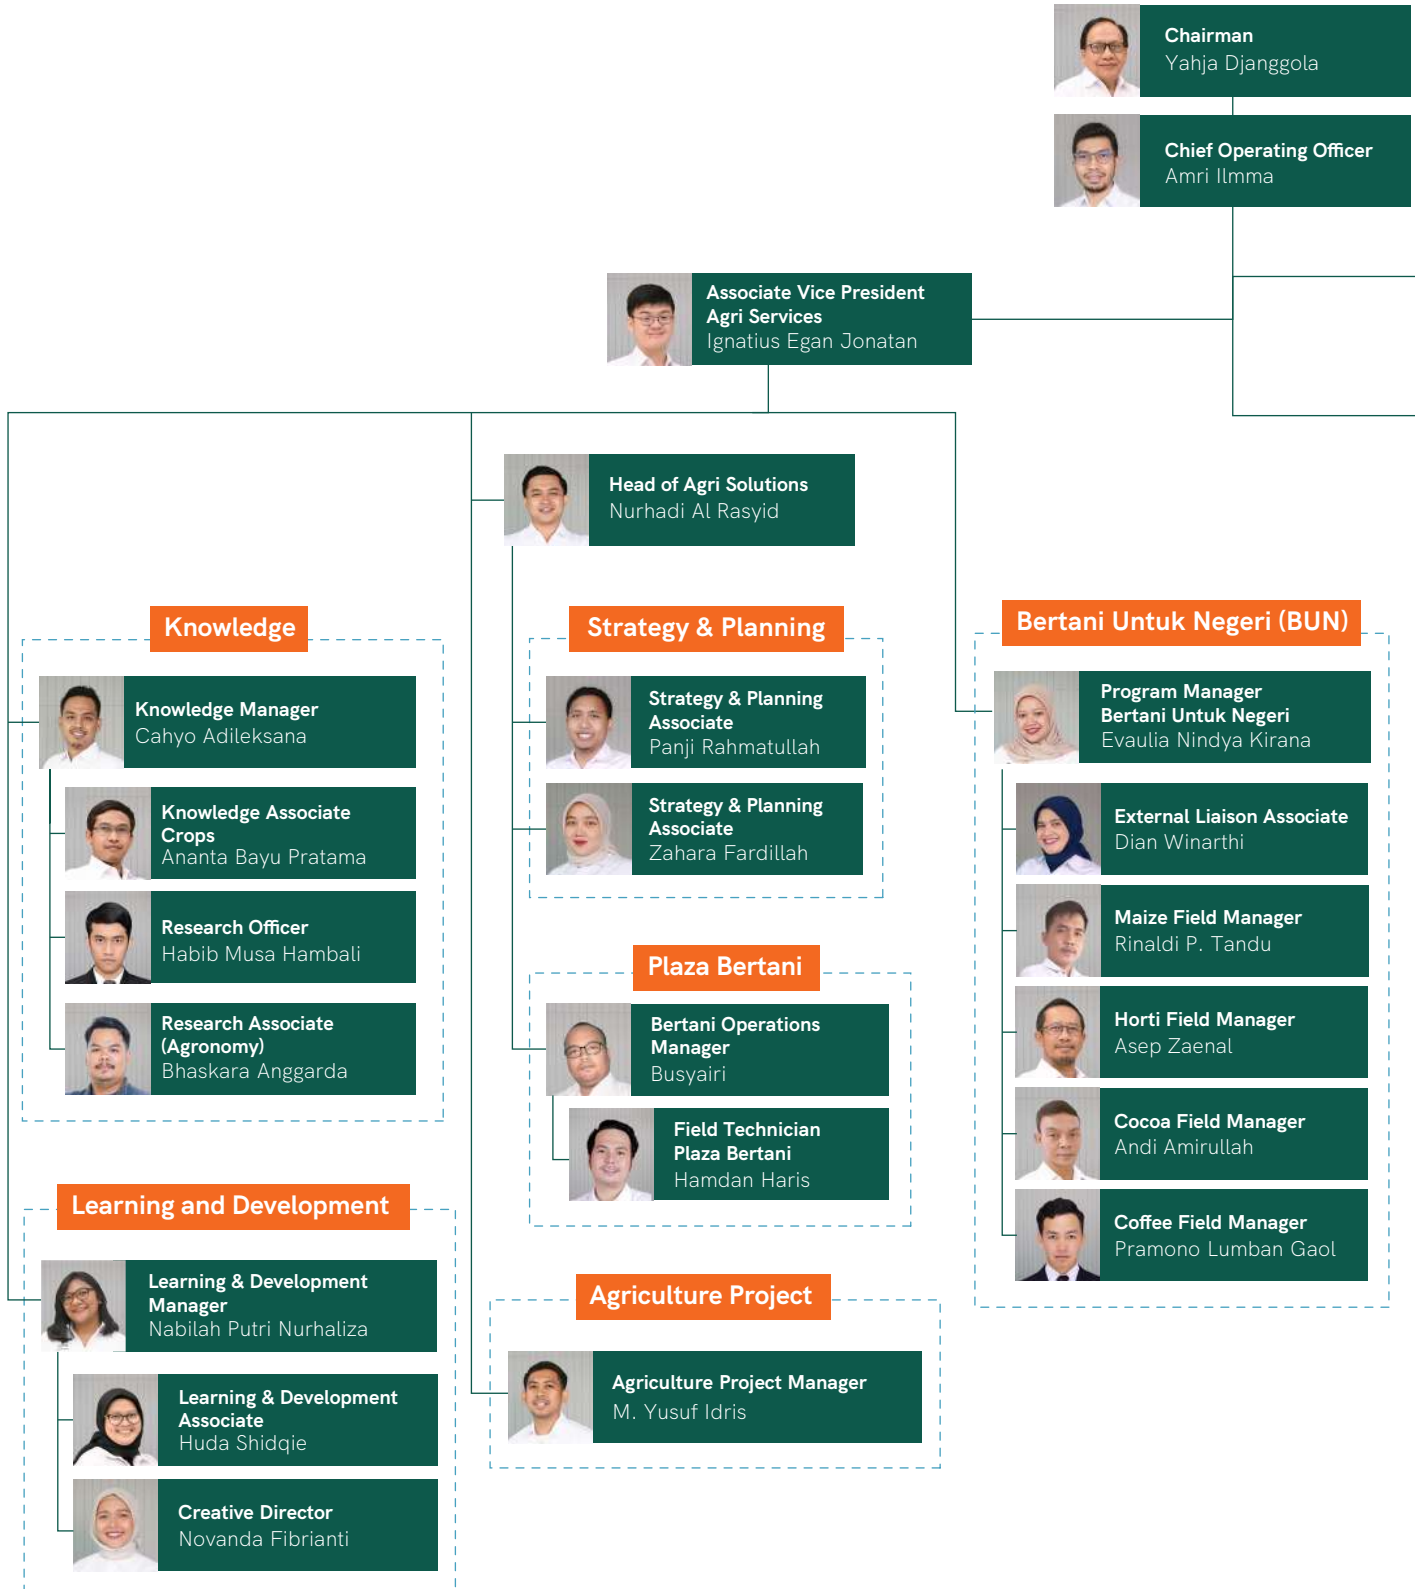 Chairman
Yahja Djanggola
Chief Operating Officer
Amri Ilmma
Associate Vice President
Agri Services
Ignatius Egan Jonatan
Head of Agri Solutions
Nurhadi Al Rasyid
Knowledge
Knowledge Manager
Cahyo Adileksana
Knowledge Associate
Crops
Ananta Bayu Pratama
Research Officer
Habib Musa Hambali
Research Associate
(Agronomy)
Bhaskara Anggarda
Learning and Development
Learning & Development
Manager
Nabilah Putri Nurhaliza
Learning & Development
Associate
Huda Shidqie
Creative Director
Novanda Fibrianti
Strategy & Planning
Strategy & Planning
Associate
Panji Rahmatullah
Strategy & Planning
Associate
Zahara Fardillah
Plaza Bertani
Bertani Operations
Manager
Busyairi
Field Technician
Plaza Bertani
Hamdan Haris
Agriculture Project
Agriculture Project Manager
M. Yusuf Idris
Bertani Untuk Negeri (BUN)
Program Manager
Bertani Untuk Negeri
Evaulia Nindya Kirana
External Liaison Associate
Dian Winarthi
Maize Field Manager
Rinaldi P. Tandu
Horti Field Manager
Asep Zaenal
Cocoa Field Manager
Andi Amirullah
Coffee Field Manager
Pramono Lumban Gaol